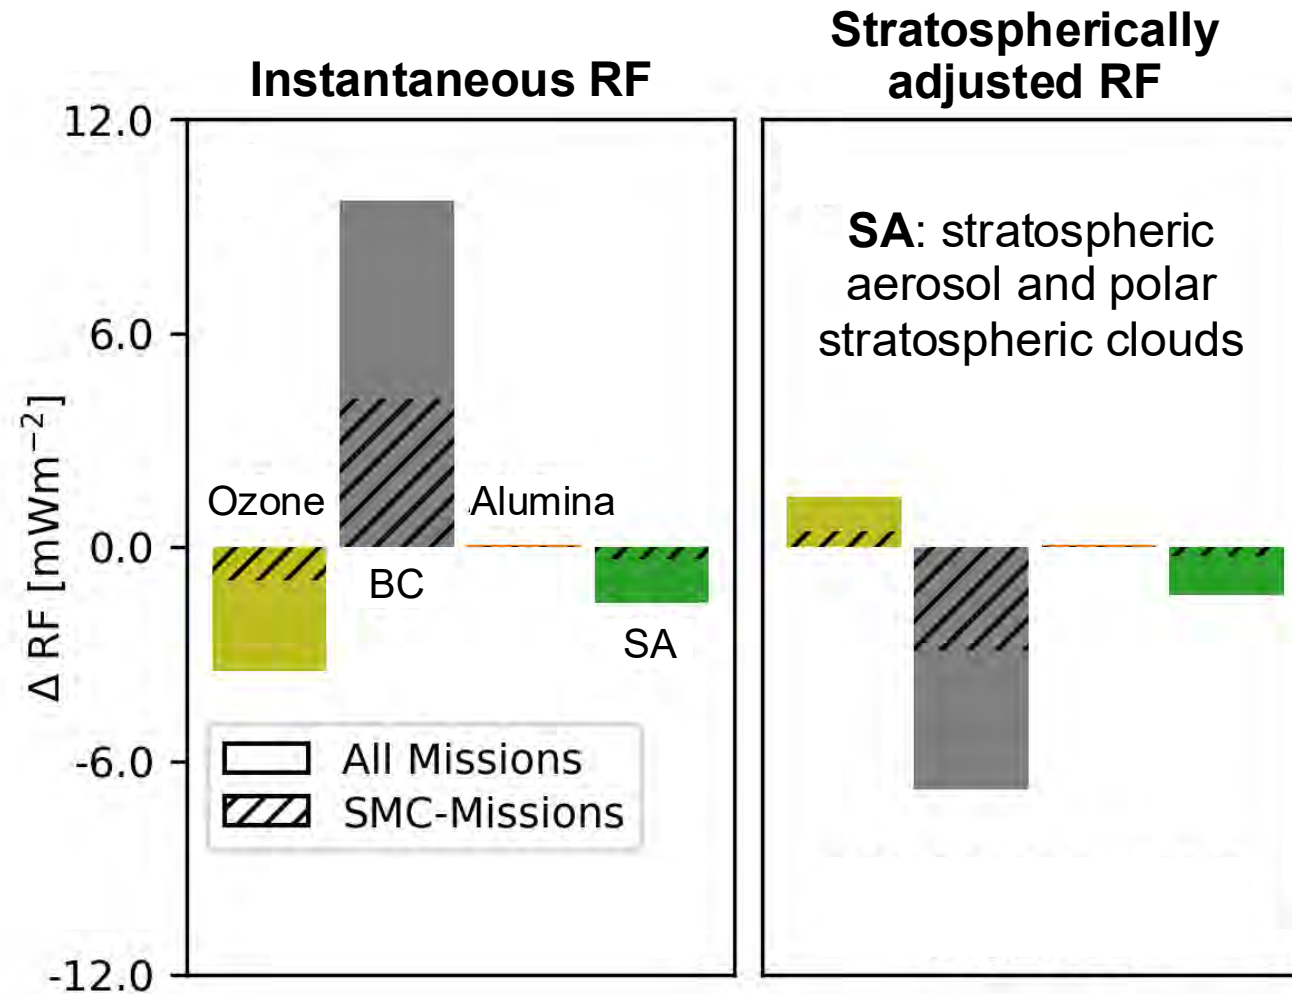 Instantaneous RF
Stratospherically
adjusted RF
12.0
6.0
0.0
-6.0
-12.0
Δ RF [mWm⁻²]
Ozone
BC
Alumina
SA
All Missions
SMC-Missions
SA: stratospheric
aerosol and polar
stratospheric clouds